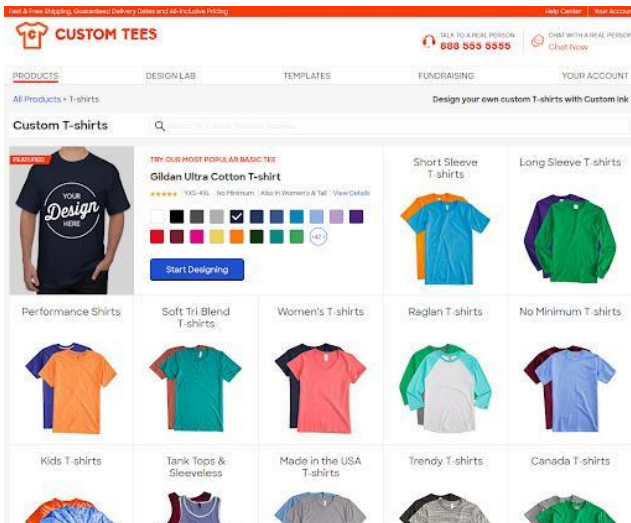 Fast & Free Shipping, Guaranteed Delivery Dates and All-Inclusive Pricing
Help Center
Your Account
CUSTOM TEES
TALK TO A REAL PERSON
888 555 5555
CHAT WITH A REAL PERSON
Chat Now
PRODUCTS
DESIGN LAB
TEMPLATES
FUNDRAISING
YOUR ACCOUNT
All Products • T-shirts
Design your own custom T-shirts with Custom Ink
Custom T-shirts
FEATURED
YOUR
Design
HERE
TRY OUR MOST POPULAR BASIC TEE
Gildan Ultra Cotton T-shirt
YXS-4XL
No Minimum
Also in Women's & Tall
View Details
+42
Start Designing
Short Sleeve
T-shirts
Long Sleeve T-shirts
Performance Shirts
Soft Tri-Blend
T-shirts
Women's T-shirts
Raglan T-shirts
No Minimum T-shirts
Kids T-shirts
Tank Tops &
Sleeveless
Made in the USA
T-shirts
Trendy T-shirts
Canada T-shirts